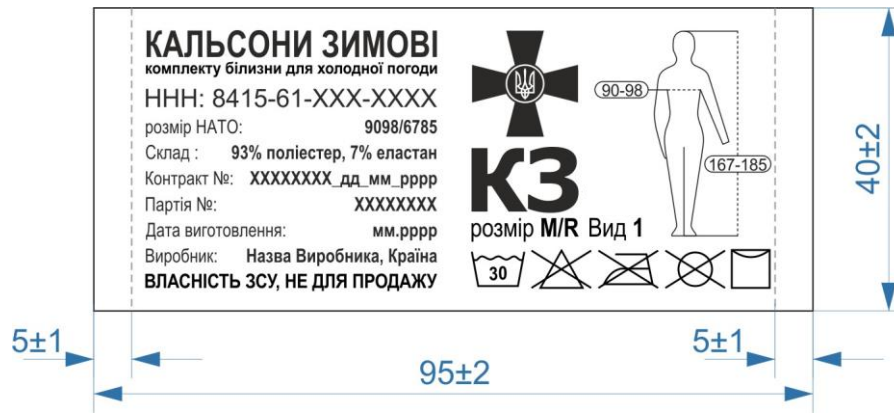 КАЛЬСОНИ ЗИМОВІ
комплекту білизни для холодної погоди
ННН: 8415-61-ХХХ-ХХХХ
розмір НАТО: 9098/6785
Склад : 93% поліестер, 7% еластан
Контракт №: ХХХХХХХХ_дд_мм_рррр
Партія №: ХХХХХХХХ
Дата виготовлення: мм.рррр
Виробник: Назва Виробника, Країна
ВЛАСНІСТЬ ЗСУ, НЕ ДЛЯ ПРОДАЖУ
КЗ
розмір M/R Вид 1
30
90-98
167-185
40±2
5±1
5±1
95±2